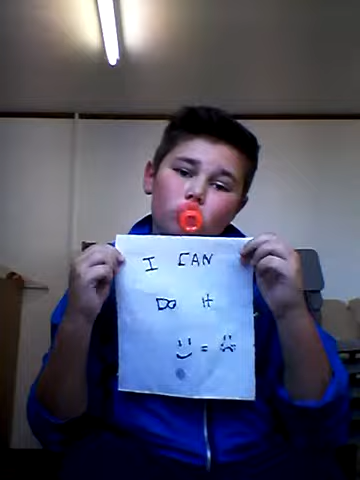 I CAN
DO IT
:) = :(